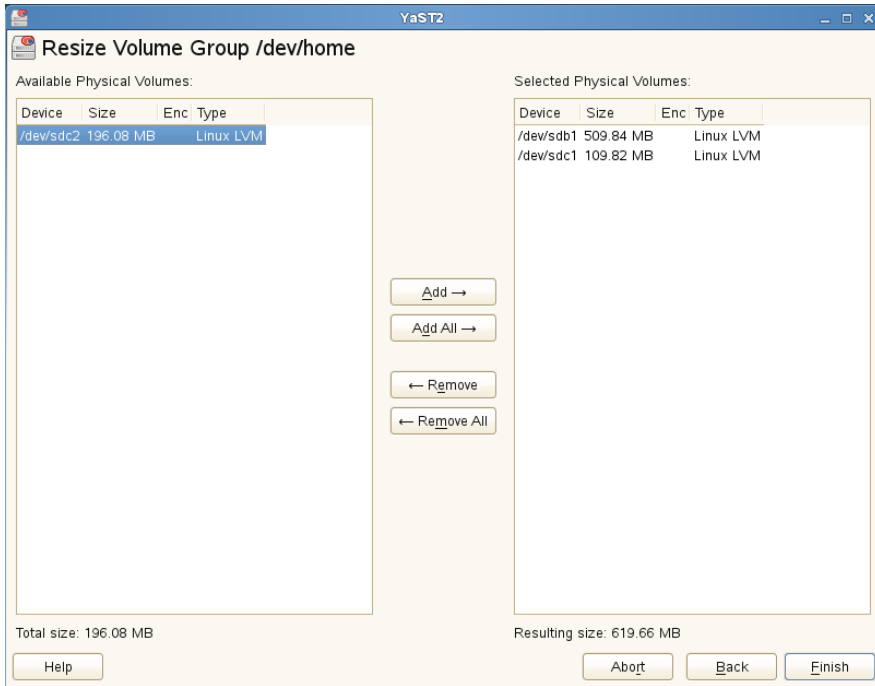 YaST2
Resize Volume Group /dev/home
Available Physical Volumes:
Device Size Enc Type
/dev/sdc2 196.08 MB Linux LVM
Total size: 196.08 MB
Add →
Add All →
← Remove
← Remove All
Selected Physical Volumes:
Device Size Enc Type
/dev/sdb1 509.84 MB Linux LVM
/dev/sdc1 109.82 MB Linux LVM
Resulting size: 619.66 MB
Help
Abort
Back
Finish